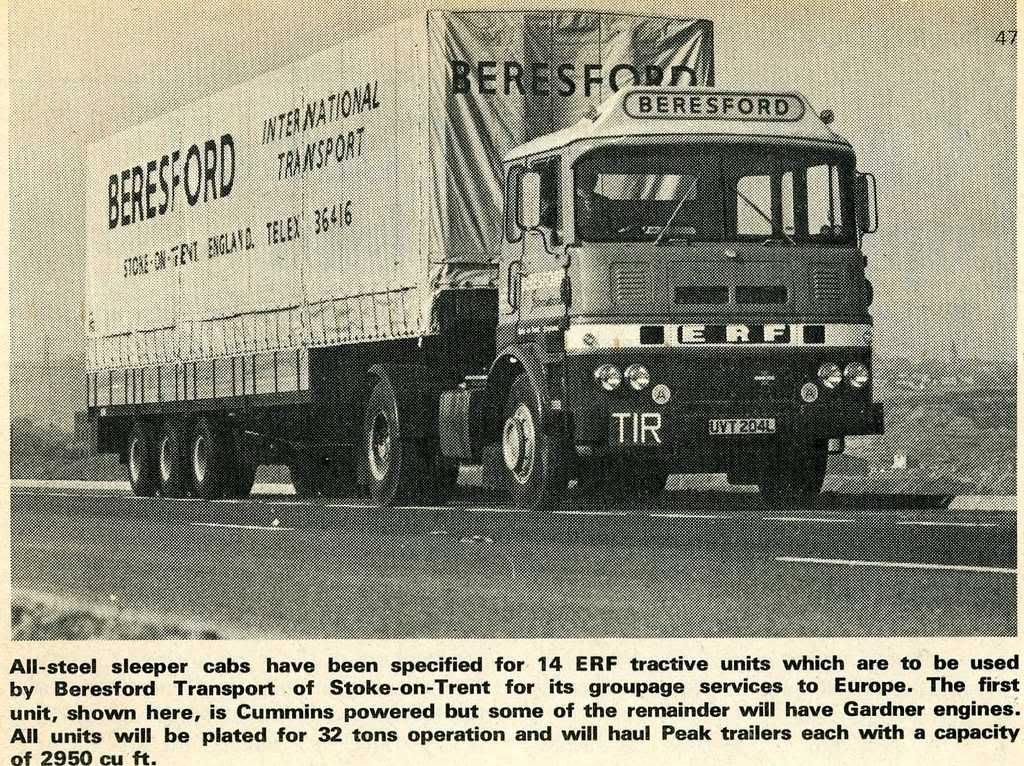 47
BERESFORD
BERESFORD
INTERNATIONAL
TRANSPORT
BERESFORD
STOKE-ON-TRENT, ENGLAND. TELEX 36416
E R F
A A
TIR
UVT 204L
All-steel sleeper cabs have been specified for 14 ERF tractive units which are to be used
by Beresford Transport of Stoke-on-Trent for its groupage services to Europe. The first
unit, shown here, is Cummins powered but some of the remainder will have Gardner engines.
All units will be plated for 32 tons operation and will haul Peak trailers each with a capacity
of 2950 cu ft.